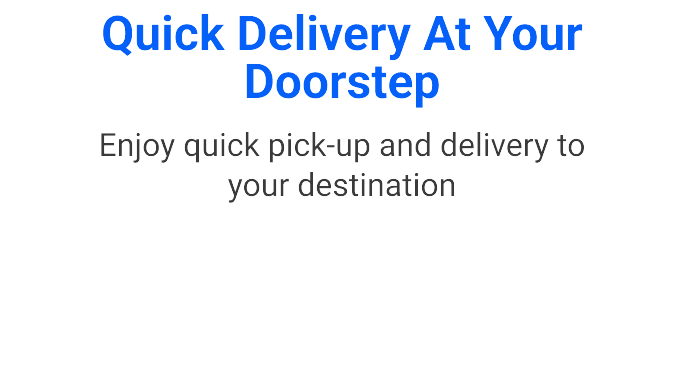 Quick Delivery At Your
Doorstep
Enjoy quick pick-up and delivery to
your destination